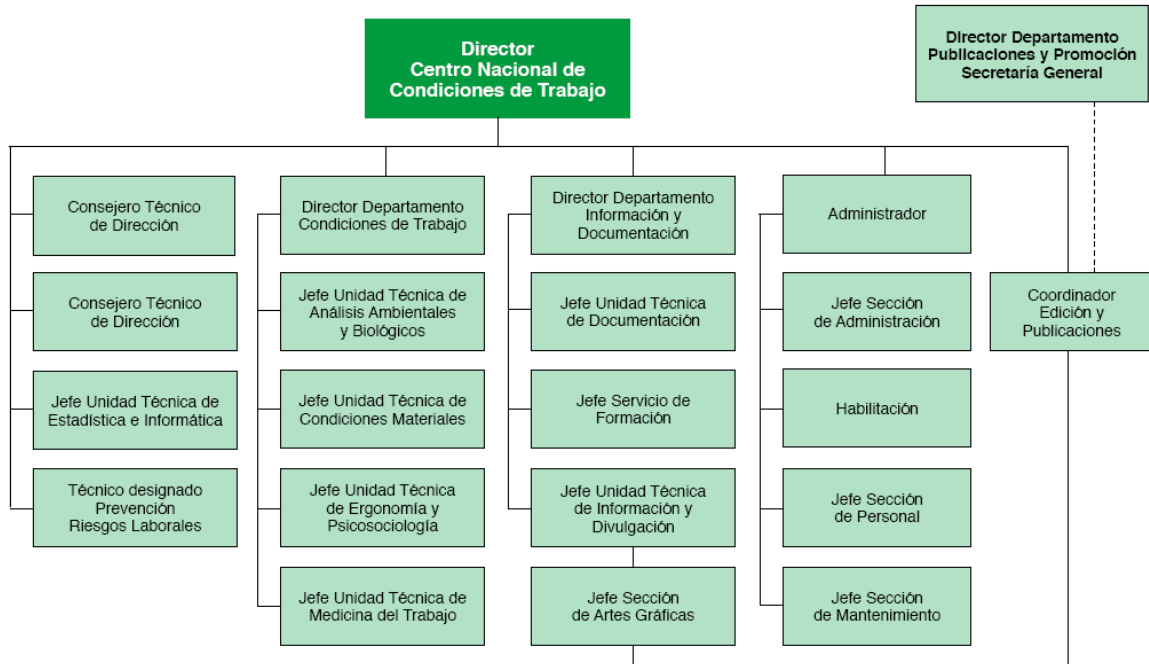 Director
Centro Nacional de
Condiciones de Trabajo
Director Departamento
Publicaciones y Promoción
Secretaría General
Consejero Técnico
de Dirección
Consejero Técnico
de Dirección
Jefe Unidad Técnica de
Estadística e Informática
Técnico designado
Prevención
Riesgos Laborales
Director Departamento
Condiciones de Trabajo
Jefe Unidad Técnica de
Análisis Ambientales
y Biológicos
Jefe Unidad Técnica de
Condiciones Materiales
Jefe Unidad Técnica
de Ergonomía y
Psicosociología
Jefe Unidad Técnica de
Medicina del Trabajo
Director Departamento
Información y
Documentación
Jefe Unidad Técnica
de Documentación
Jefe Servicio de
Formación
Jefe Unidad Técnica
de Información y
Divulgación
Jefe Sección
de Artes Gráficas
Administrador
Jefe Sección
de Administración
Habilitación
Jefe Sección
de Personal
Jefe Sección
de Mantenimiento
Coordinador
Edición y
Publicaciones